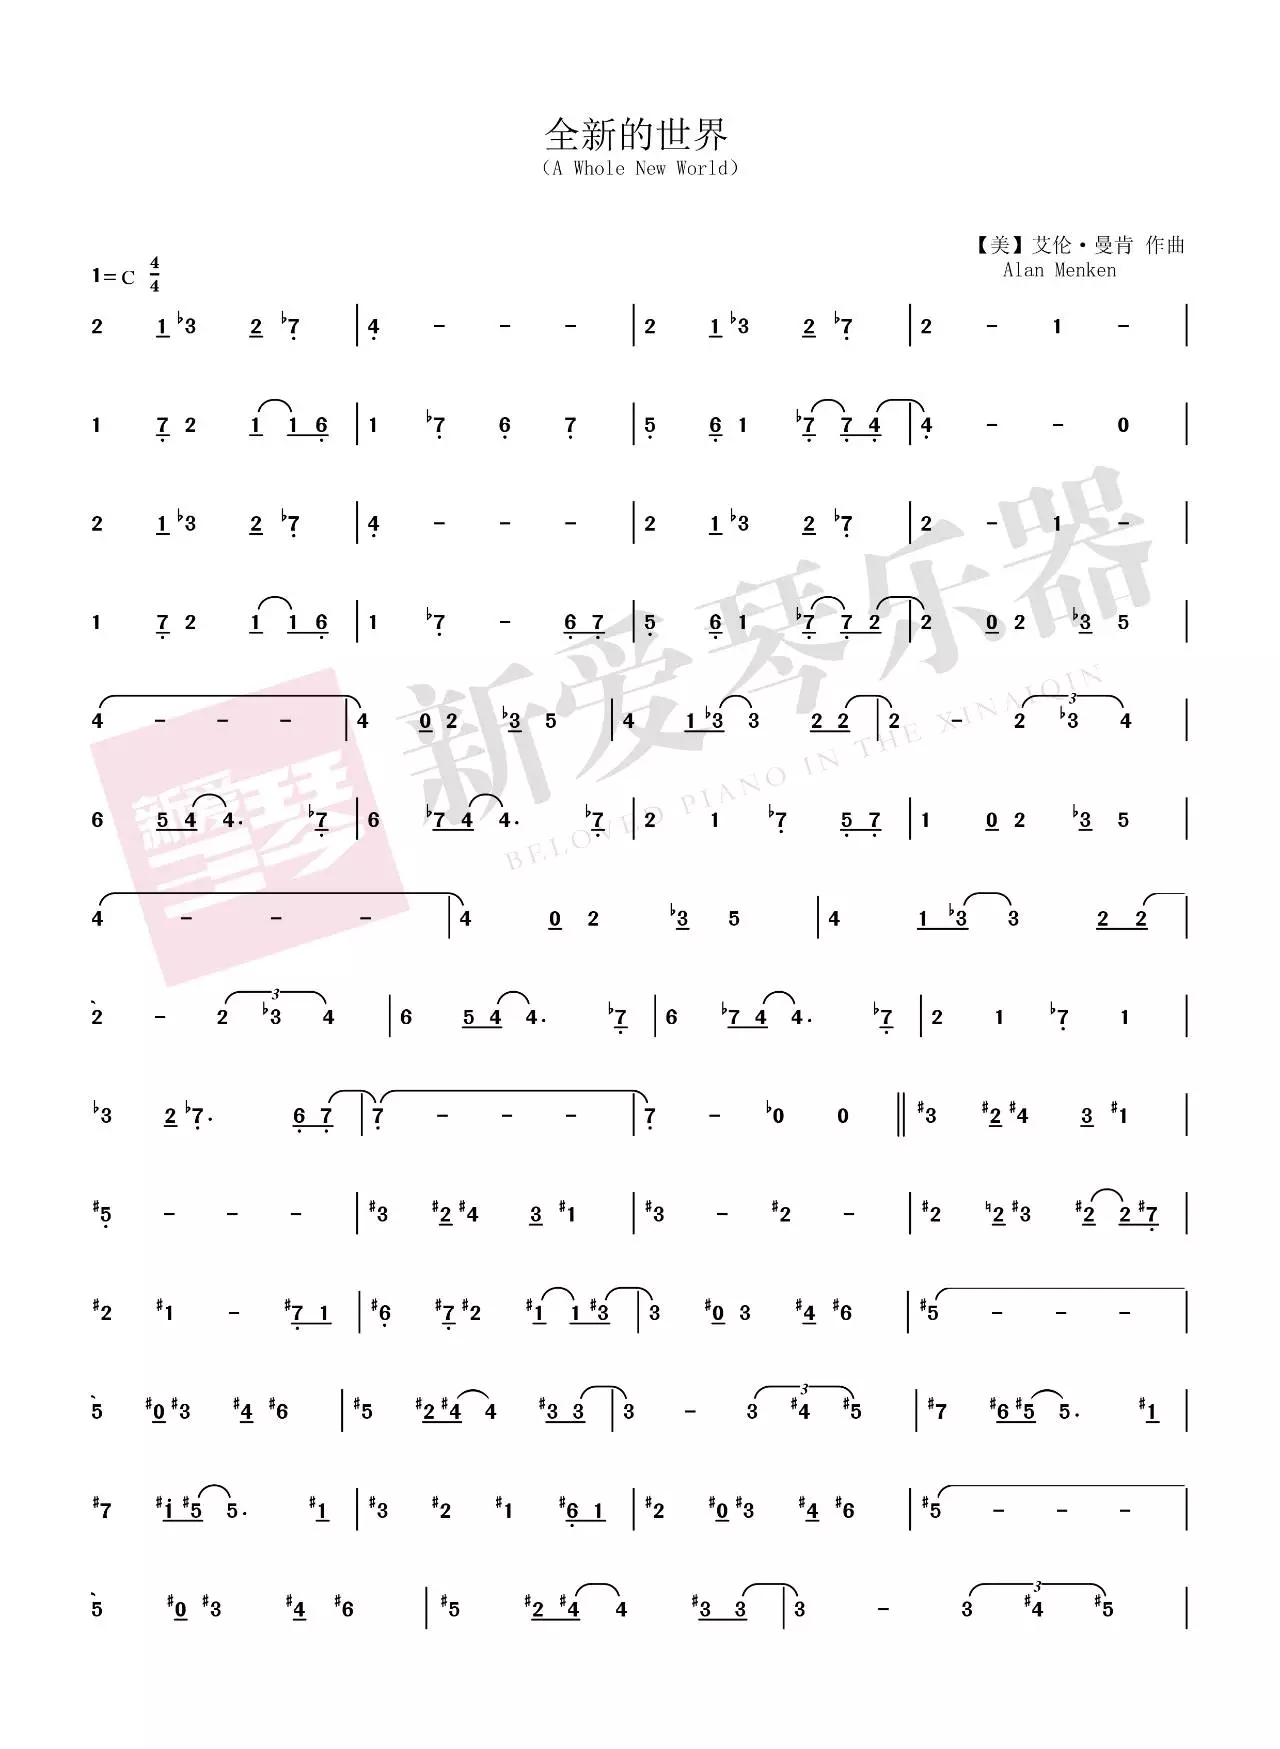 全新的世界
（A Whole New World）
【美】艾伦·曼肯 作曲
Alan Menken
1=C 4/4
2 1 ♭3 2 ♭7̣ | 4̣ - - - | 2 1 ♭3 2 ♭7̣ | 2 - 1 - |
1 7̣ 2 1 1 6̣ | 1 ♭7̣ 6̣ 7̣ | 5̣ 6̣ 1 ♭7̣ 7̣ 4̣ | 4̣ - - 0 |
2 1 ♭3 2 ♭7̣ | 4̣ - - - | 2 1 ♭3 2 ♭7̣ | 2 - 1 - |
1 7̣ 2 1 1 6̣ | 1 ♭7̣ - 6̣ 7̣ | 5̣ 6̣ 1 ♭7̣ 7̣ 2 | 2 0 2 ♭3 5 |
4 - - - | 4 0 2 ♭3 5 | 4 1 ♭3 3 2 2 | 2 - 2 ♭3 4 3 |
6 5 4 4. ♭7̣ | 6 ♭7 4 4. ♭7̣ | 2 1 ♭7̣ 5̣ 7̣ | 1 0 2 ♭3 5 |
4 - - - | 4 0 2 ♭3 5 | 4 1 ♭3 3 2 2 |
2 - 2 ♭3 4 3 | 6 5 4 4. ♭7̣ | 6 ♭7 4 4. ♭7̣ | 2 1 ♭7̣ 1 |
♭3 2 ♭7̣. 6̣ 7̣ | 7̣ - - - | 7̣ - ♭0 0 || ♯3 ♯2 ♯4 3 ♯1 |
♯5̣ - - - | ♯3 ♯2 ♯4 3 ♯1 | ♯3 - ♯2 - | ♯2 ♮2 ♯3 ♯2 2 ♯7̣ |
♯2 ♯1 - ♯7̣ 1 | ♯6̣ ♯7̣ ♯2 ♯1 1 ♯3 | 3 ♯0 3 ♯4 ♯6 | ♯5 - - - |
5 ♯0 ♯3 ♯4 ♯6 | ♯5 ♯2 ♯4 4 ♯3 3 | 3 - 3 ♯4 ♯5 3 | ♯7 ♯6 ♯5 5. ♯1 |
♯7 ♯1̇ ♯5 5. ♯1 | ♯3 ♯2 ♯1 ♯6̣ 1 | ♯2 ♯0 ♯3 ♯4 ♯6 | ♯5 - - - |
5 ♯0 ♯3 ♯4 ♯6 | ♯5 ♯2 ♯4 4 ♯3 3 | 3 - 3 ♯4 ♯5 3 |
新爱琴乐器
BELOVED PIANO IN THE XINAIQIN
新爱琴